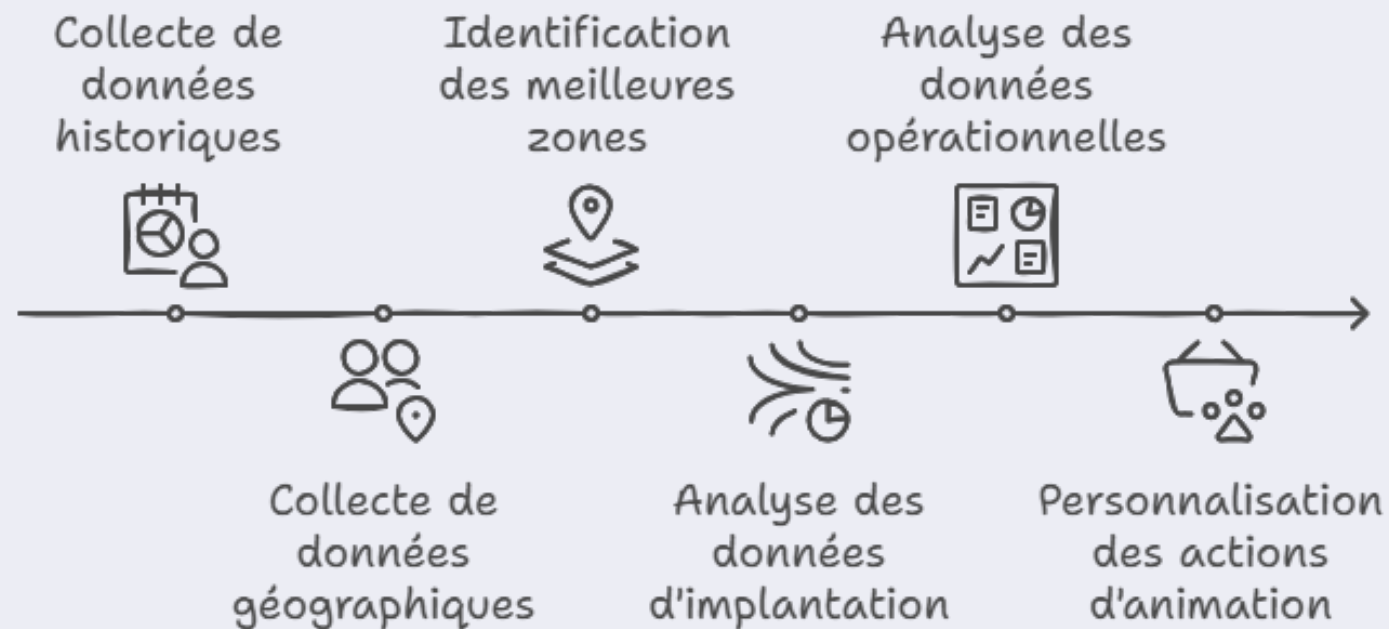 Collecte de
données
historiques
Identification
des meilleures
zones
Analyse des
données
opérationnelles
Collecte de
données
géographiques
Analyse des
données
d'implantation
Personnalisation
des actions
d'animation